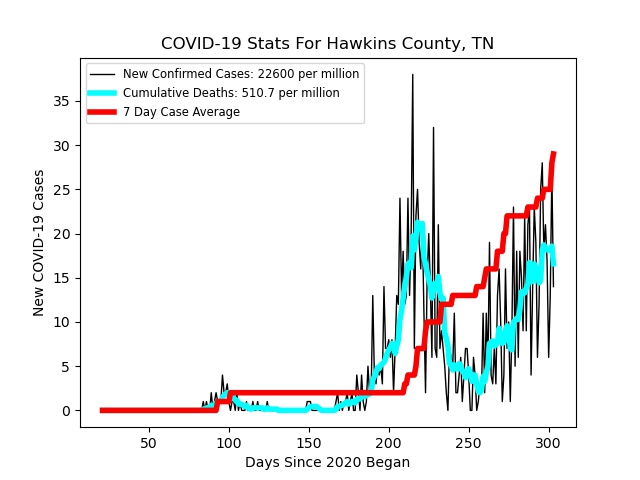 COVID-19 Stats For Hawkins County, TN
New Confirmed Cases: 22600 per million
Cumulative Deaths: 510.7 per million
7 Day Case Average
New COVID-19 Cases
35
30
25
20
15
10
5
0
50 100 150 200 250 300
Days Since 2020 Began